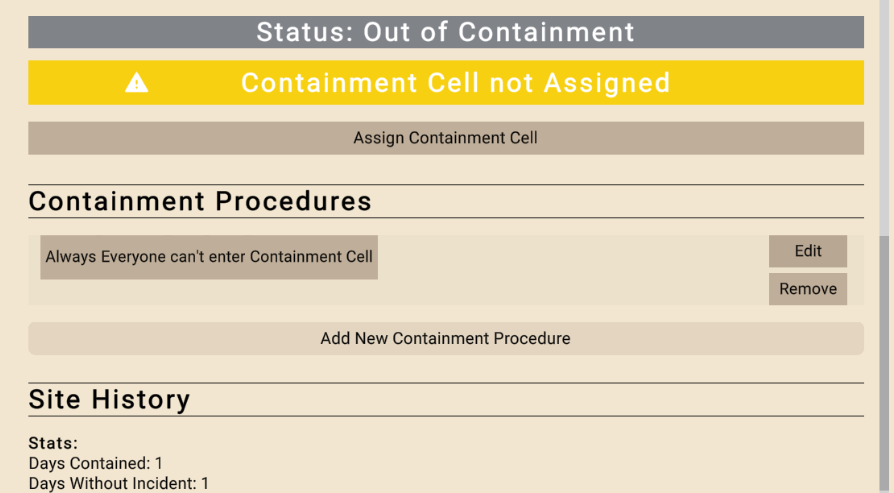 Status: Out of Containment
Containment Cell not Assigned
Assign Containment Cell
Containment Procedures
Always Everyone can't enter Containment Cell
Edit
Remove
Add New Containment Procedure
Site History
Stats:
Days Contained: 1
Days Without Incident: 1